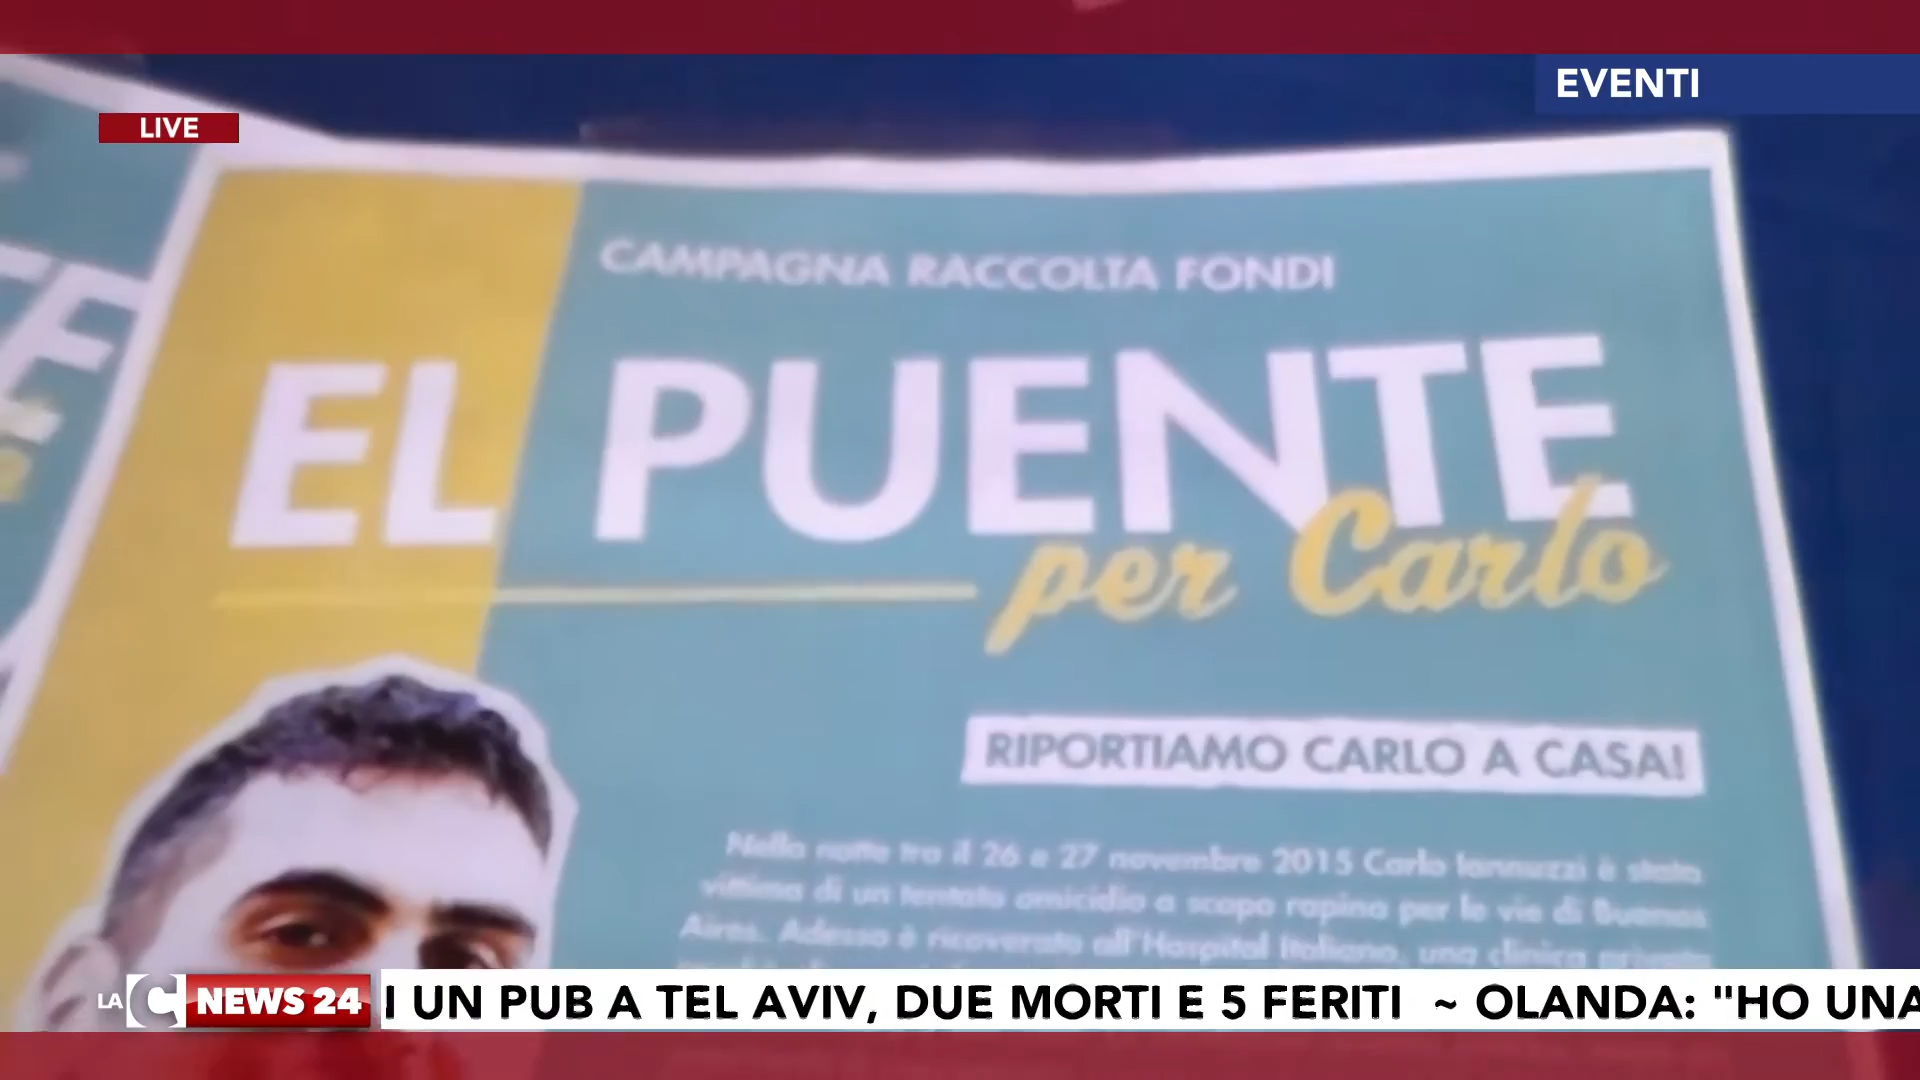 EVENTI
LIVE
CAMPAGNA RACCOLTA FONDI
EL PUENTE
per Carlo
RIPORTIAMO CARLO A CASA!
Nella notte tra il 26 e 27 novembre 2015 Carlo Iannuzzi è stato
vittima di un tentato omicidio a scopo rapina per le vie di Buenos
Aires. Adesso è ricoverato all'Hospital Italiano, una clinica privata
LA C NEWS 24
I UN PUB A TEL AVIV, DUE MORTI E 5 FERITI ~ OLANDA: "HO UNA